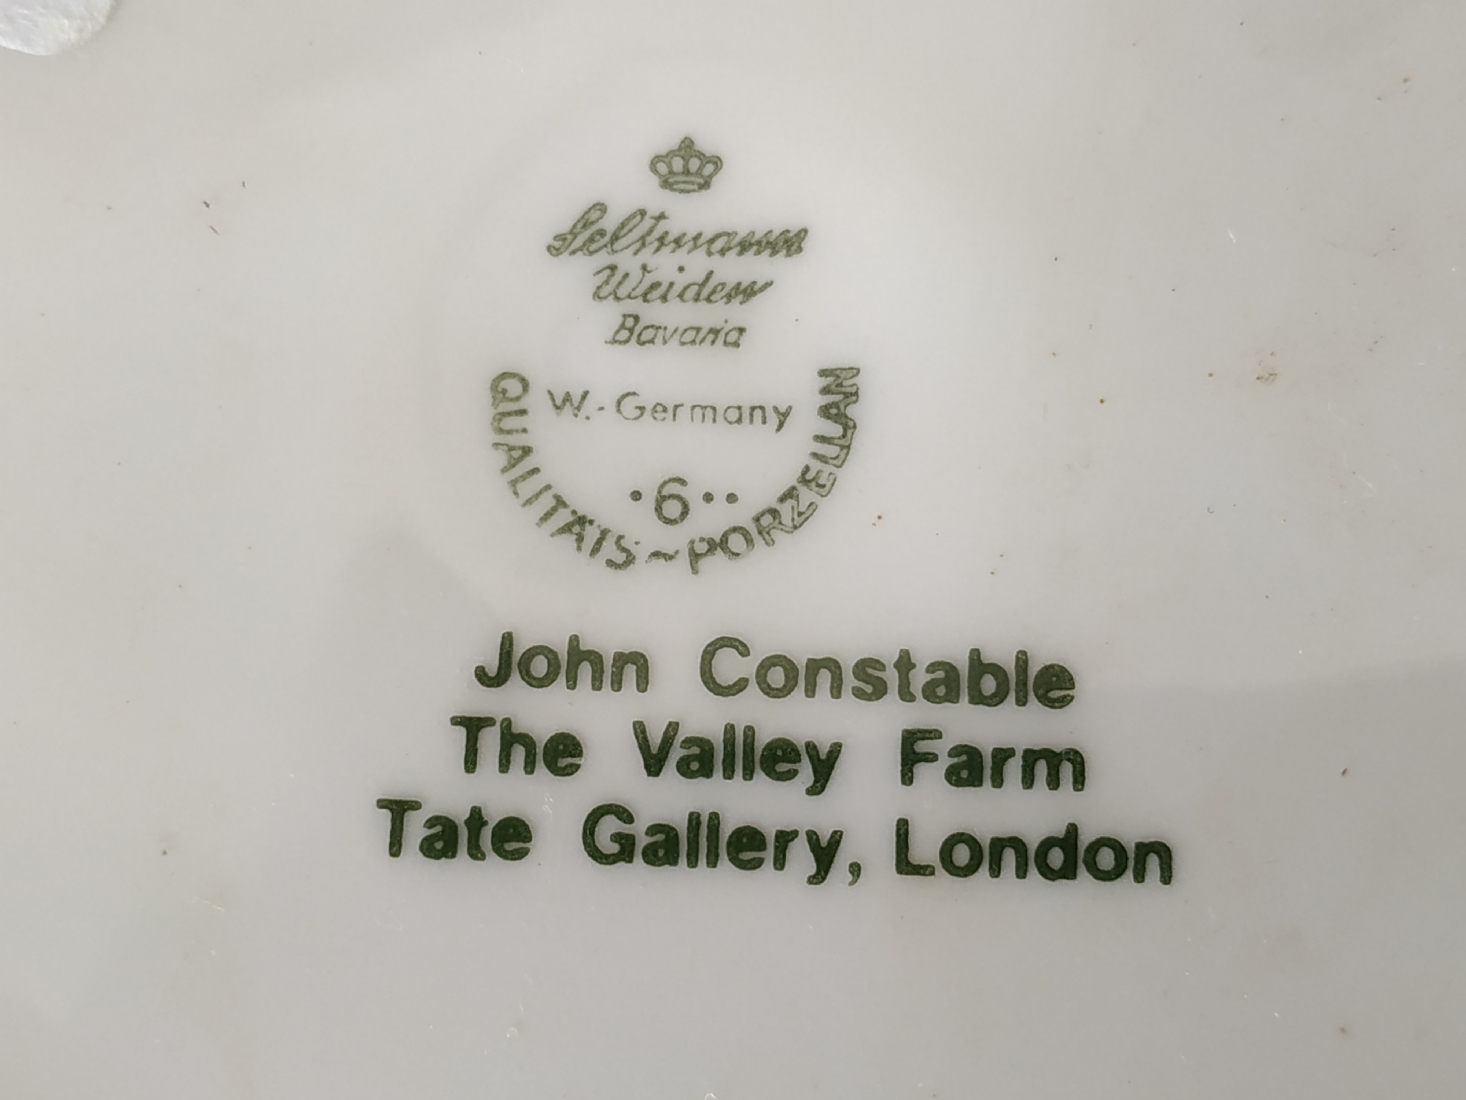 Seltmann
Weiden
Bavaria
W.-Germany
·6··
QUALITÄTS~PORZELLAN
John Constable
The Valley Farm
Tate Gallery, London